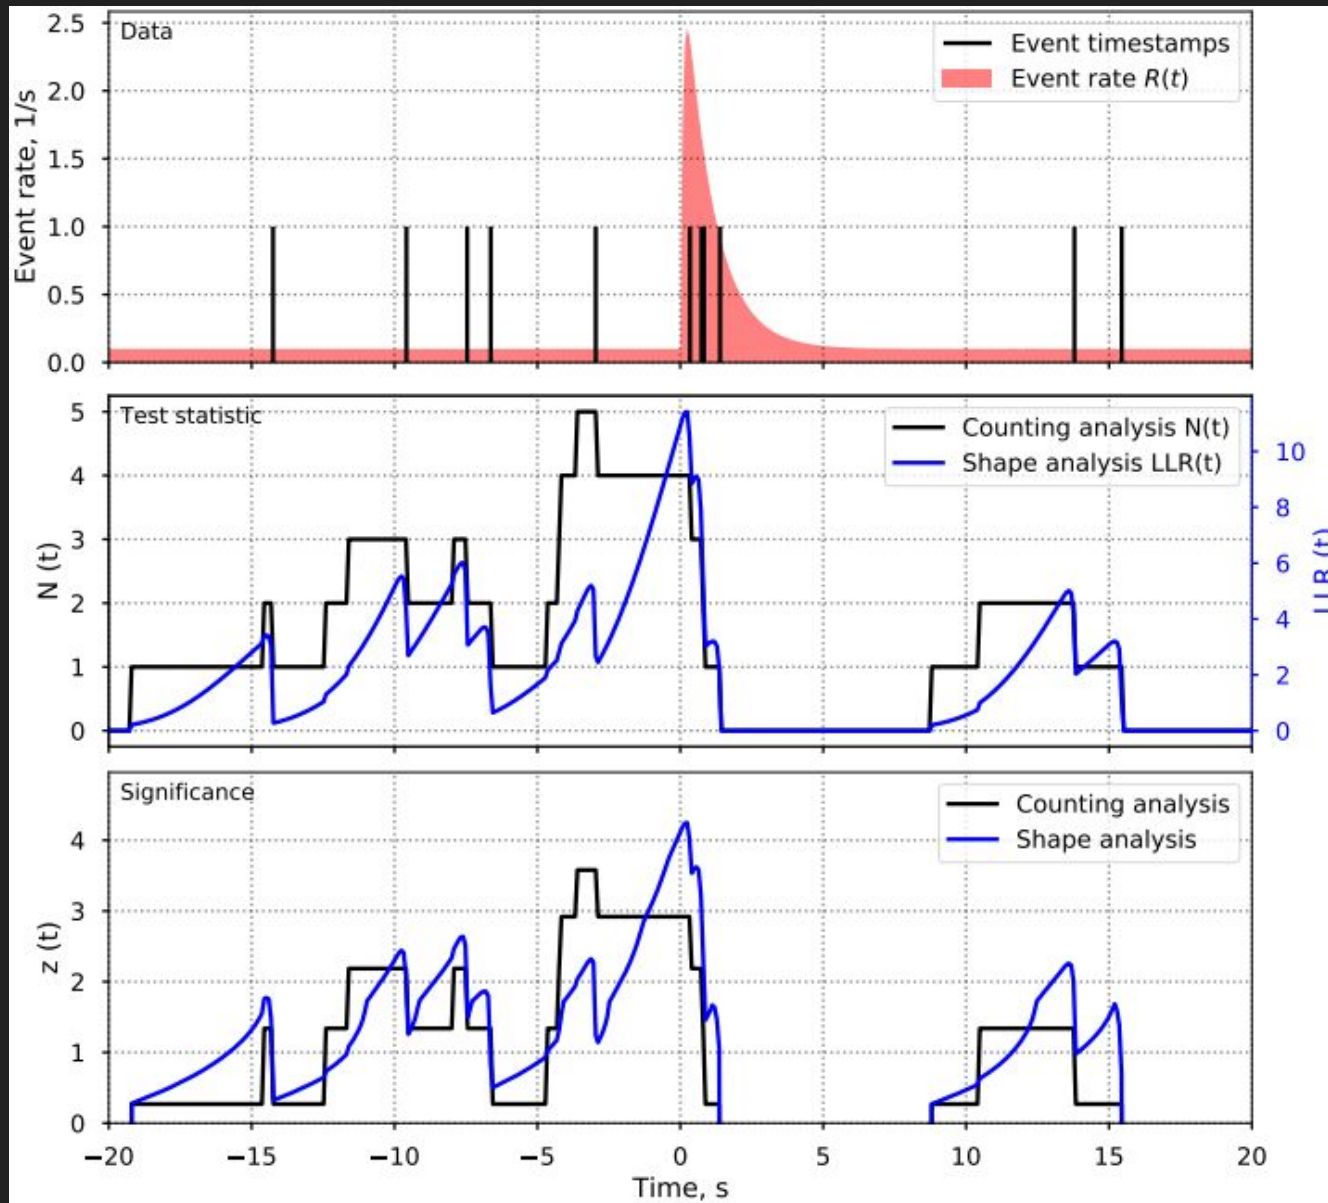 Data
Event timestamps
Event rate R(t)
Event rate, 1/s
2.5
2.0
1.5
1.0
0.5
0.0
Test statistic
Counting analysis N(t)
Shape analysis LLR(t)
N (t)
5
4
3
2
1
0
10
8
6
4
2
0
LLR (t)
Significance
Counting analysis
Shape analysis
z (t)
4
3
2
1
0
−20 −15 −10 −5 0 5 10 15 20
Time, s